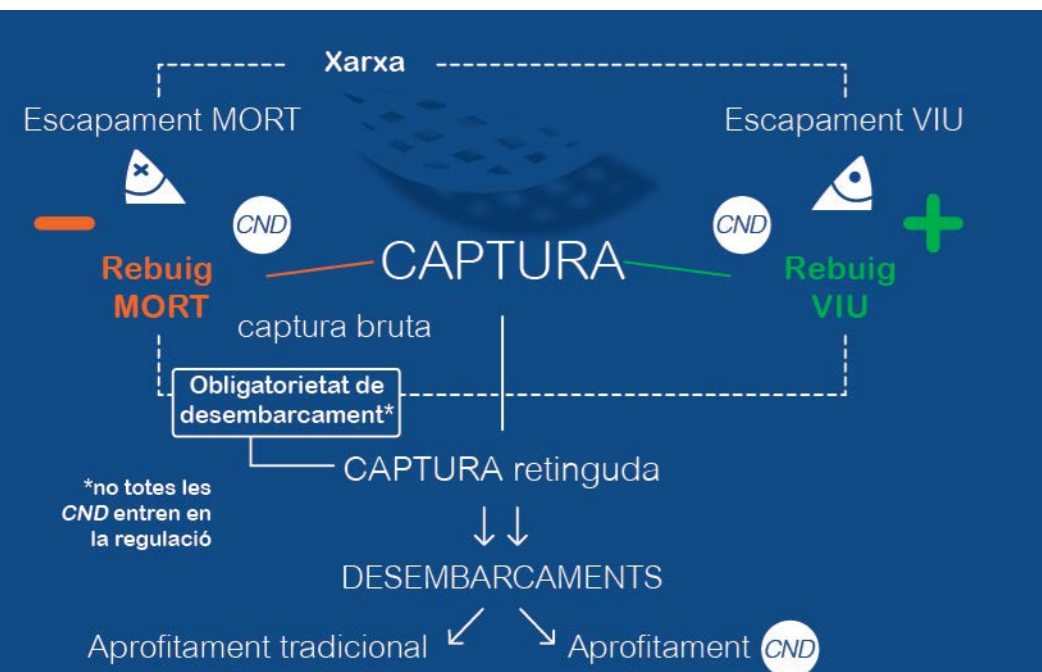 Xarxa
Escapament MORT
Escapament VIU
CND
CND
CAPTURA
Rebuig
MORT
Rebuig
VIU
captura bruta
Obligatorietat de
desembarcament*
CAPTURA retinguda
*no totes les
CND entren en
la regulació
DESEMBARCAMENTS
Aprofitament tradicional
Aprofitament CND